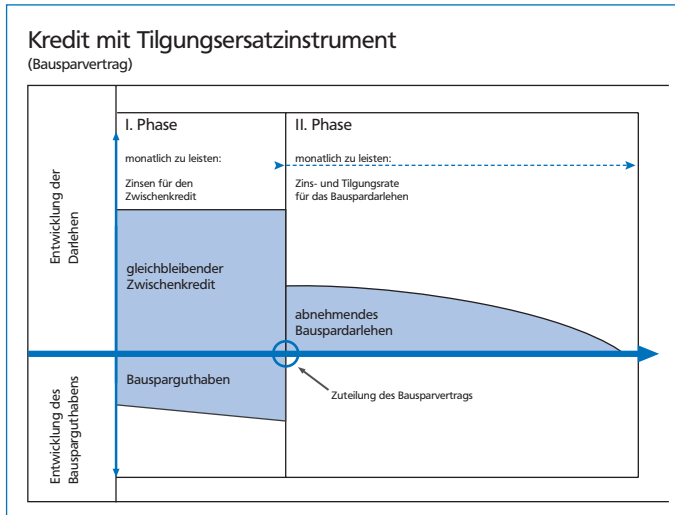 Kredit mit Tilgungsersatzinstrument
(Bausparvertrag)
I. Phase
monatlich zu leisten:
Zinsen für den
Zwischenkredit
II. Phase
monatlich zu leisten:
Zins- und Tilgungsrate
für das Bauspardarlehen
Entwicklung der
Darlehen
gleichbleibender
Zwischenkredit
abnehmendes
Bauspardarlehen
Bausparguthaben
Zuteilung des Bausparvertrags
Entwicklung des
Bausparguthabens